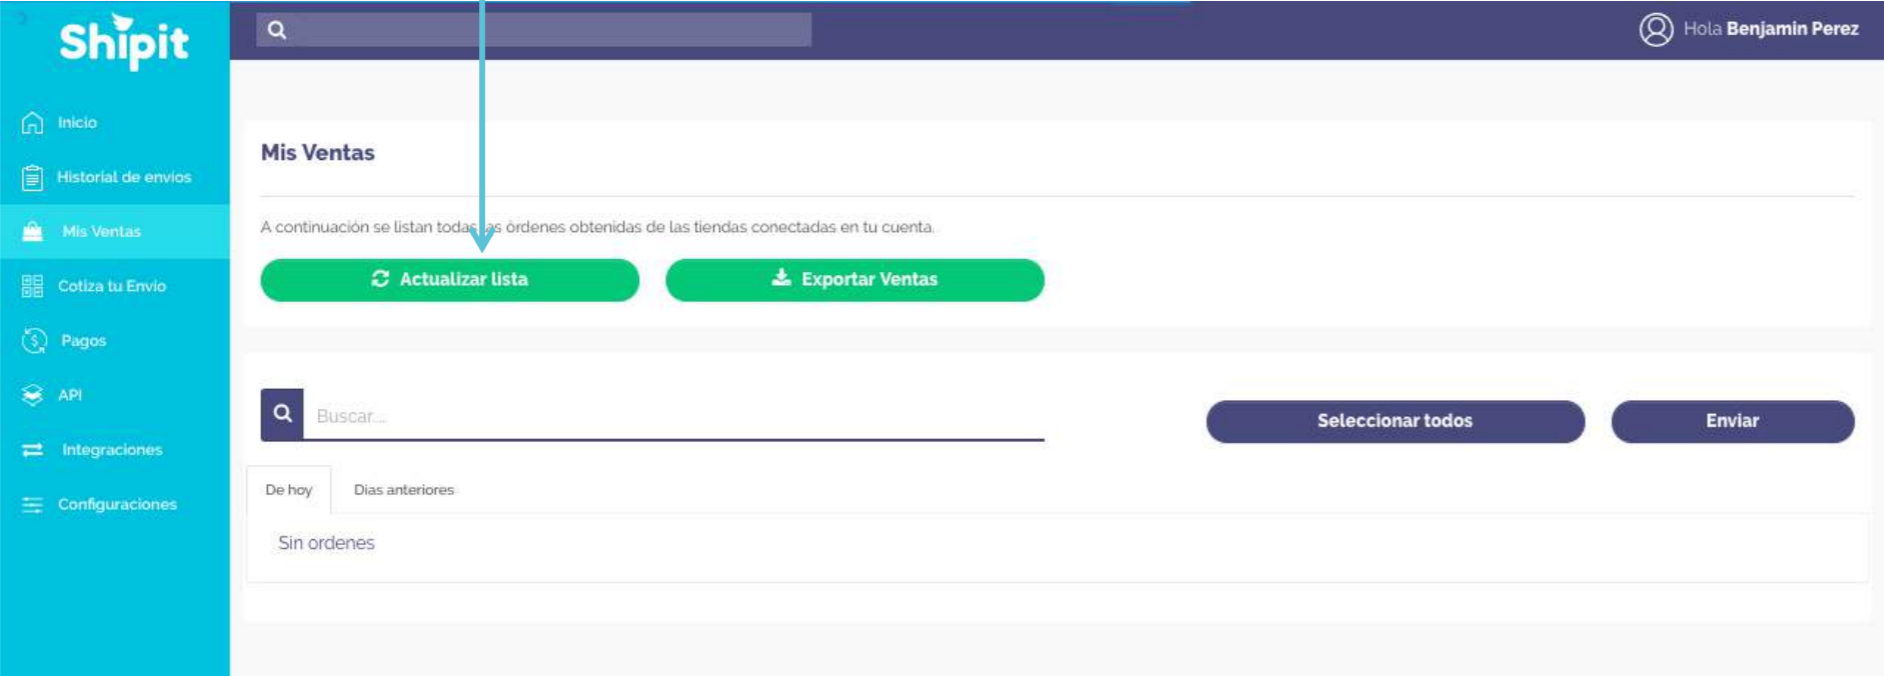 Shipit
Hola Benjamin Perez
Inicio
Historial de envios
Mis Ventas
Cotiza tu Envio
Pagos
API
Integraciones
Configuraciones
Mis Ventas
A continuación se listan todas las órdenes obtenidas de las tiendas conectadas en tu cuenta.
Actualizar lista
Exportar Ventas
Buscar...
Seleccionar todos
Enviar
De hoy
Dias anteriores
Sin ordenes